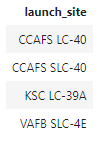 launch_site
CCAFS LC-40
CCAFS SLC-40
KSC LC-39A
VAFB SLC-4E